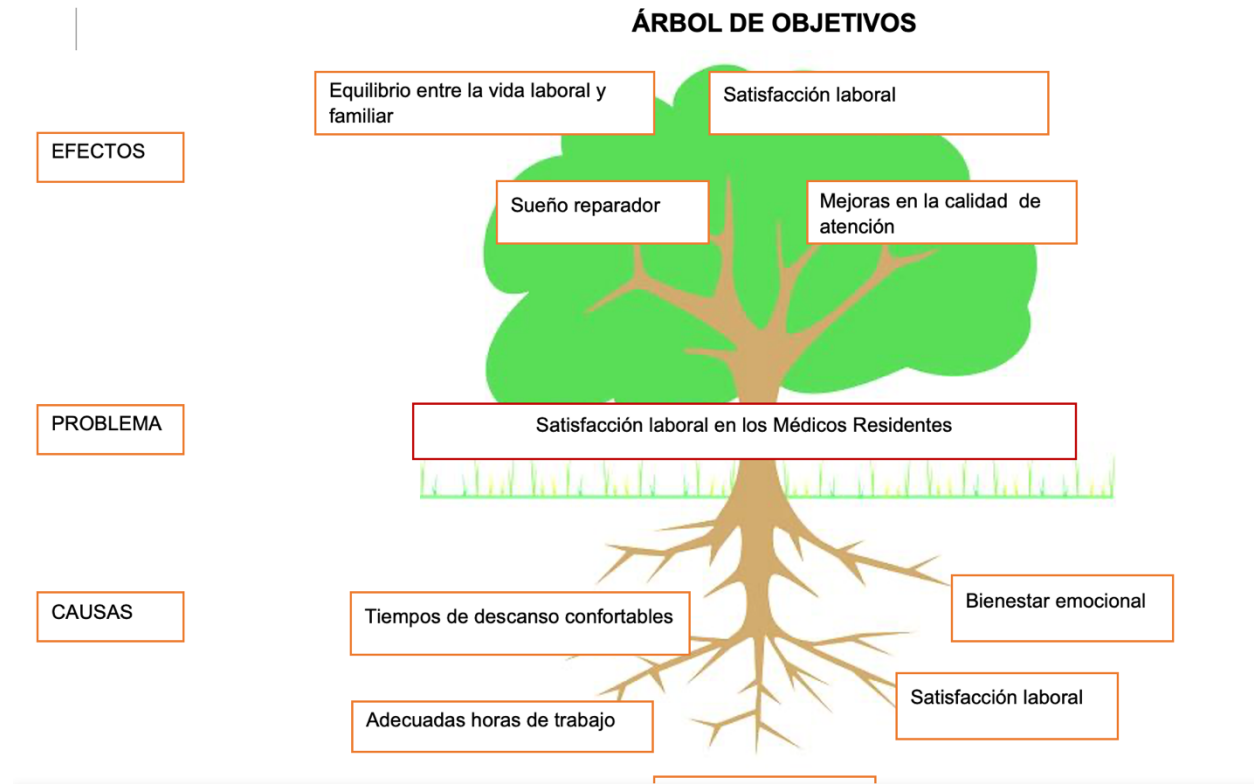 ÁRBOL DE OBJETIVOS
Equilibrio entre la vida laboral y
familiar
Satisfacción laboral
EFECTOS
Sueño reparador
Mejoras en la calidad  de
atención
PROBLEMA
Satisfacción laboral en los Médicos Residentes
CAUSAS
Tiempos de descanso confortables
Bienestar emocional
Satisfacción laboral
Adecuadas horas de trabajo